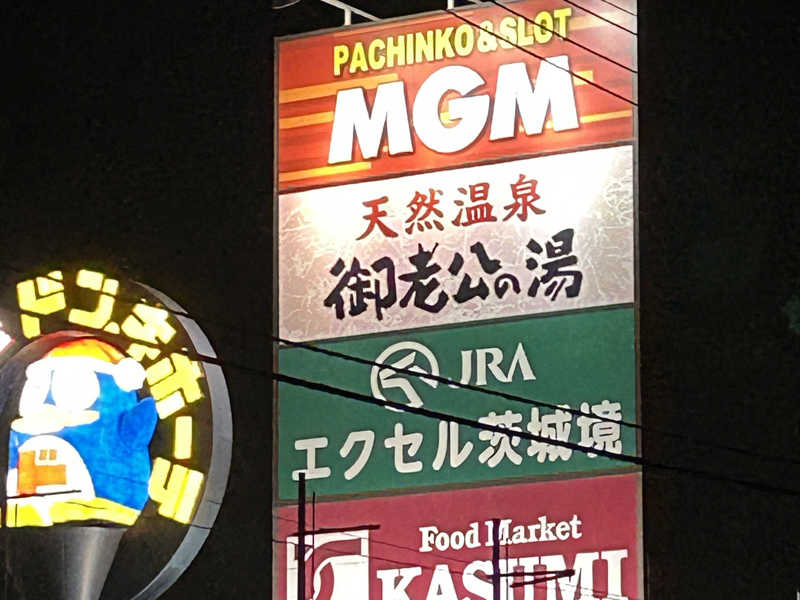 PACHINKO&SLOT
MGM
天然温泉
御老公の湯
JRA
エクセル茨城境
Food Market
KASUMI
ドン.キホーテ